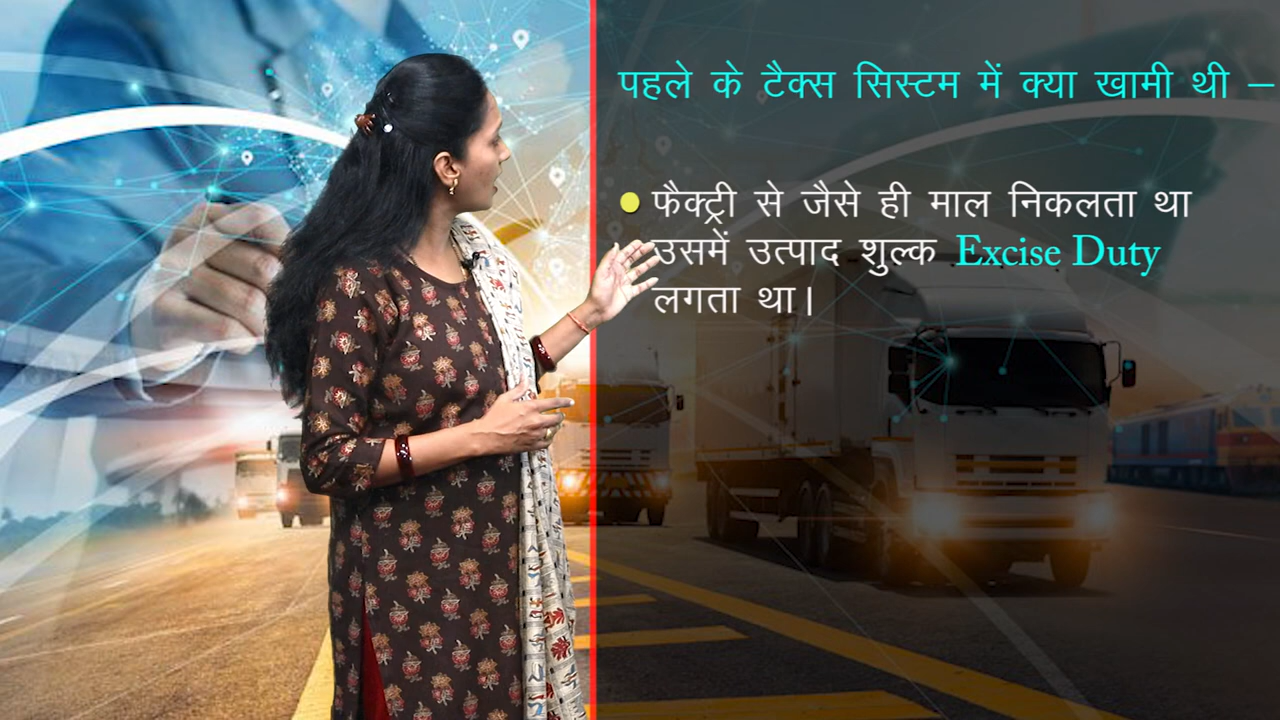 पहले के टैक्स सिस्टम में क्या खामी थी –
फैक्ट्री से जैसे ही माल निकलता था
उसमें उत्पाद शुल्क Excise Duty
लगता था।